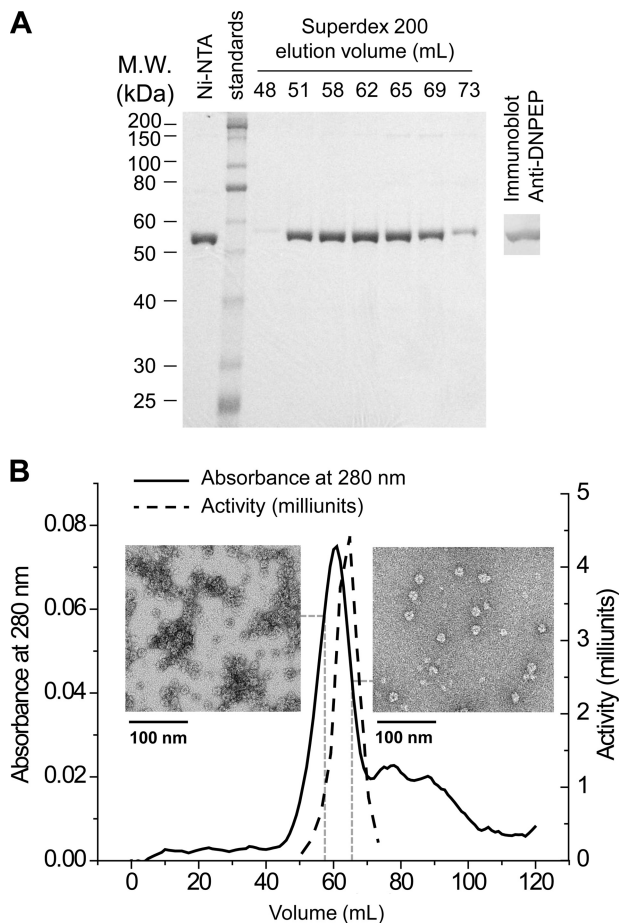 A
M.W.
(kDa)
Ni-NTA
standards
Superdex 200
elution volume (mL)
48 51 58 62 65 69 73
Immunoblot
Anti-DNPEP
200
150
100
80
60
50
40
30
25
B
Absorbance at 280 nm
Activity (milliunits)
Absorbance at 280 nm
0.08
0.06
0.04
0.02
0.00
100 nm
100 nm
5
4
3
2
1
0
Activity (milliunits)
0 20 40 60 80 100 120
Volume (mL)